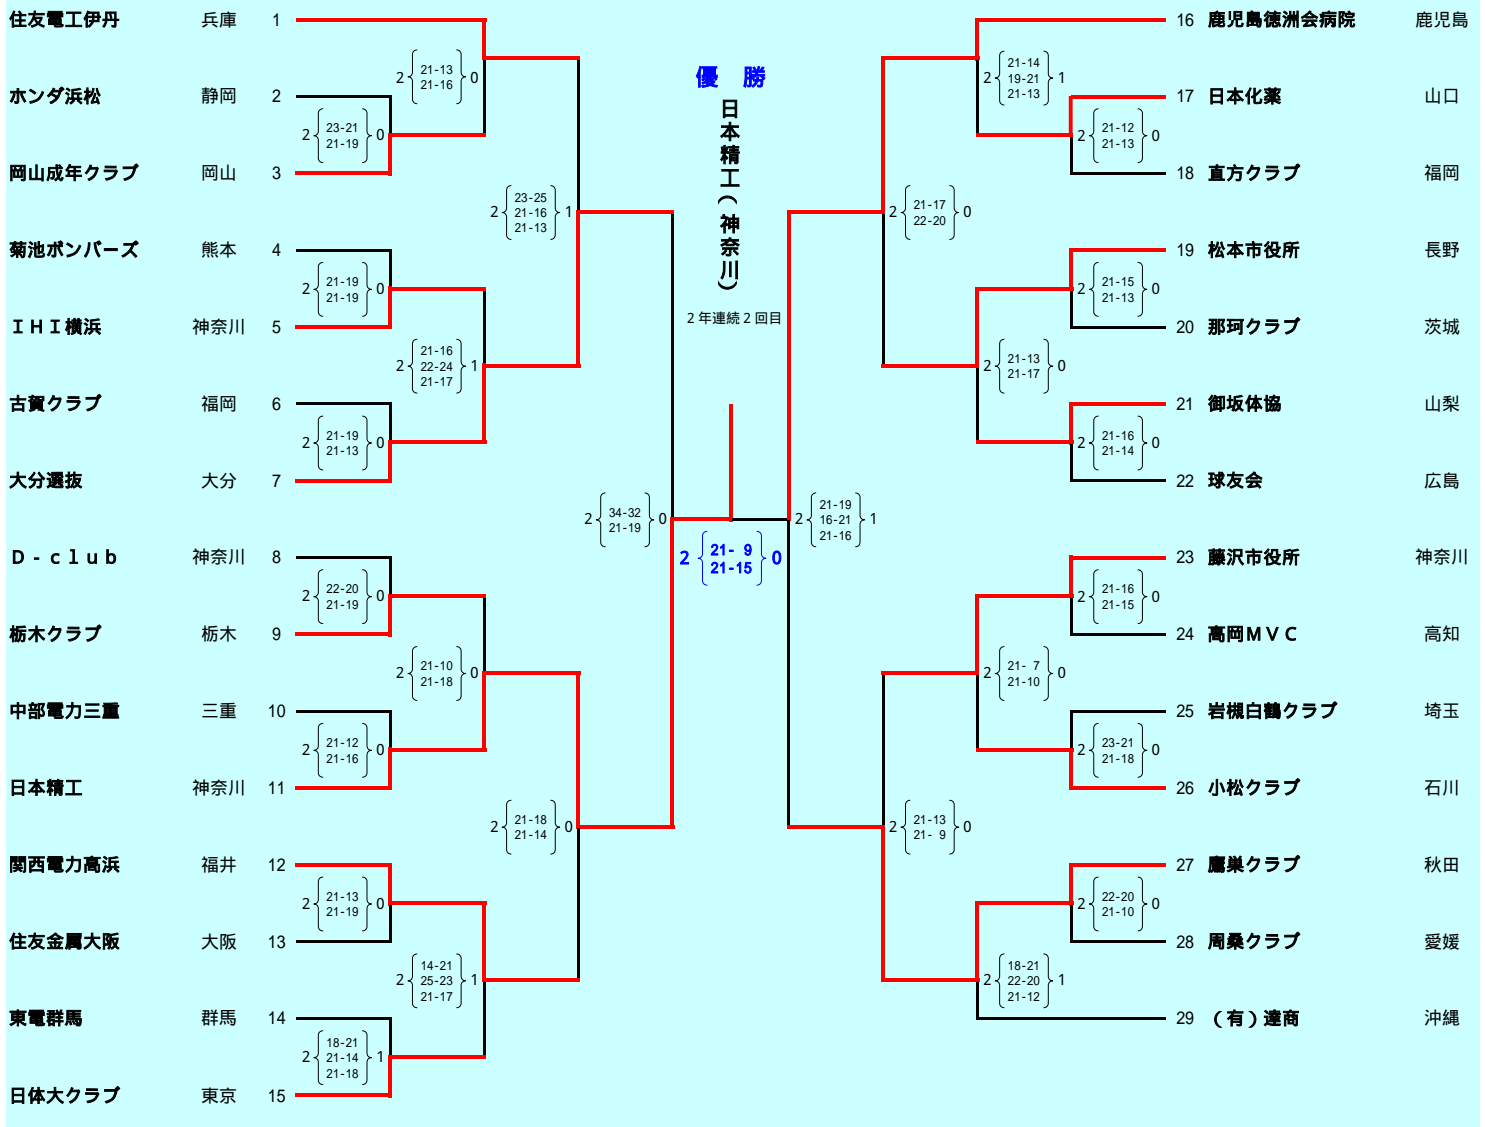 住友電工伊丹 兵庫 1
2 21-13 21-16 0
ホンダ浜松 静岡 2
2 23-21 21-19 0
岡山成年クラブ 岡山 3
2 23-25 21-16 21-13 1
菊池ボンバーズ 熊本 4
2 21-19 21-19 0
ＩＨＩ横浜 神奈川 5
2 21-16 22-24 21-17 1
古賀クラブ 福岡 6
2 21-19 21-13 0
大分選抜 大分 7
2 34-32 21-19 0
Ｄ-ｃｌｕｂ 神奈川 8
2 22-20 21-19 0
栃木クラブ 栃木 9
2 21-10 21-18 0
中部電力三重 三重 10
2 21-12 21-16 0
日本精工 神奈川 11
2 21-18 21-14 0
関西電力高浜 福井 12
2 21-13 21-19 0
住友金属大阪 大阪 13
2 14-21 25-23 21-17 1
東電群馬 群馬 14
2 18-21 21-14 21-18 1
日体大クラブ 東京 15
優 勝
日本精工(神奈川)
２年連続２回目
2 21- 9 21-15 0
16 鹿児島徳洲会病院 鹿児島
2 21-14 19-21 21-13 1
17 日本化薬 山口
2 21-12 21-13 0
18 直方クラブ 福岡
2 21-17 22-20 0
19 松本市役所 長野
2 21-15 21-13 0
20 那珂クラブ 茨城
2 21-13 21-17 0
21 御坂体協 山梨
2 21-16 21-14 0
22 球友会 広島
2 21-19 16-21 21-16 1
23 藤沢市役所 神奈川
2 21-16 21-15 0
24 高岡ＭＶＣ 高知
2 21- 7 21-10 0
25 岩槻白鶴クラブ 埼玉
2 23-21 21-18 0
26 小松クラブ 石川
2 21-13 21- 9 0
27 鷹巣クラブ 秋田
2 22-20 21-10 0
28 周桑クラブ 愛媛
2 18-21 22-20 21-12 1
29 （有）達商 沖縄